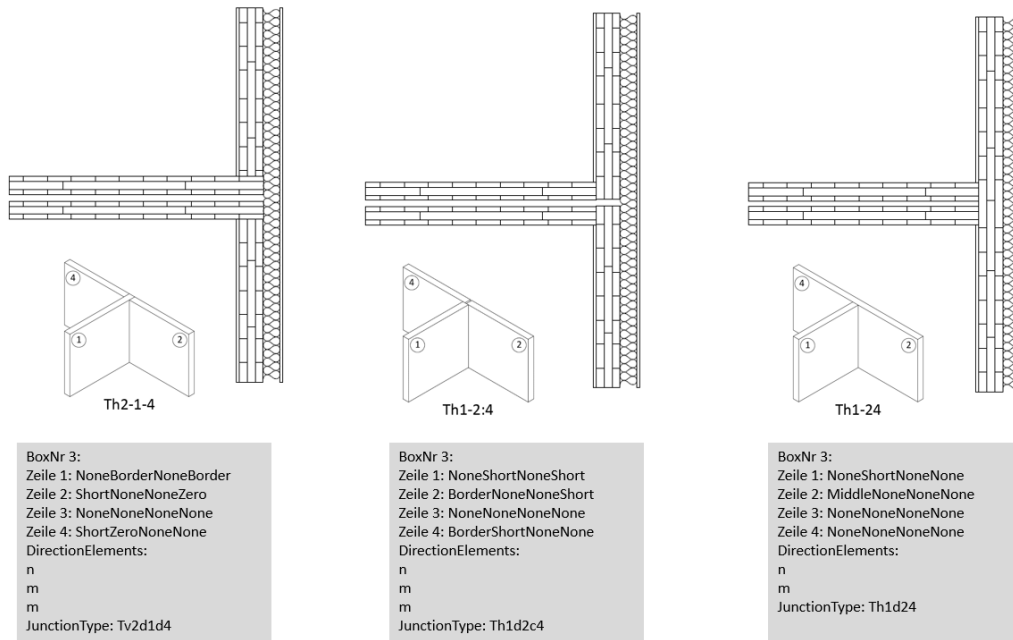 4
1
2
Th2-1-4
4
1
2
Th1-2:4
4
1
2
Th1-24
BoxNr 3:
Zeile 1: NoneBorderNoneBorder
Zeile 2: ShortNoneNoneZero
Zeile 3: NoneNoneNoneNone
Zeile 4: ShortZeroNoneNone
DirectionElements:
n
m
m
JunctionType: Tv2d1d4
BoxNr 3:
Zeile 1: NoneShortNoneShort
Zeile 2: BorderNoneNoneShort
Zeile 3: NoneNoneNoneNone
Zeile 4: BorderShortNoneNone
DirectionElements:
n
m
m
JunctionType: Th1d2c4
BoxNr 3:
Zeile 1: NoneShortNoneNone
Zeile 2: MiddleNoneNoneNone
Zeile 3: NoneNoneNoneNone
Zeile 4: NoneNoneNoneNone
DirectionElements:
n
m
JunctionType: Th1d24